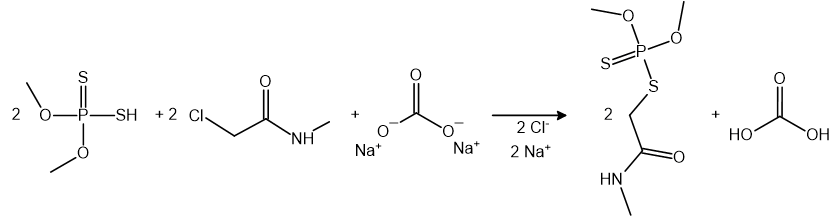 S
2 O P SH
O
+ 2
O
Cl
NH
+
O
O⁻ O⁻
Na⁺ Na⁺
2 Cl⁻
2 Na⁺
2
O
P O
S
S
O
HN
+
O
HO OH